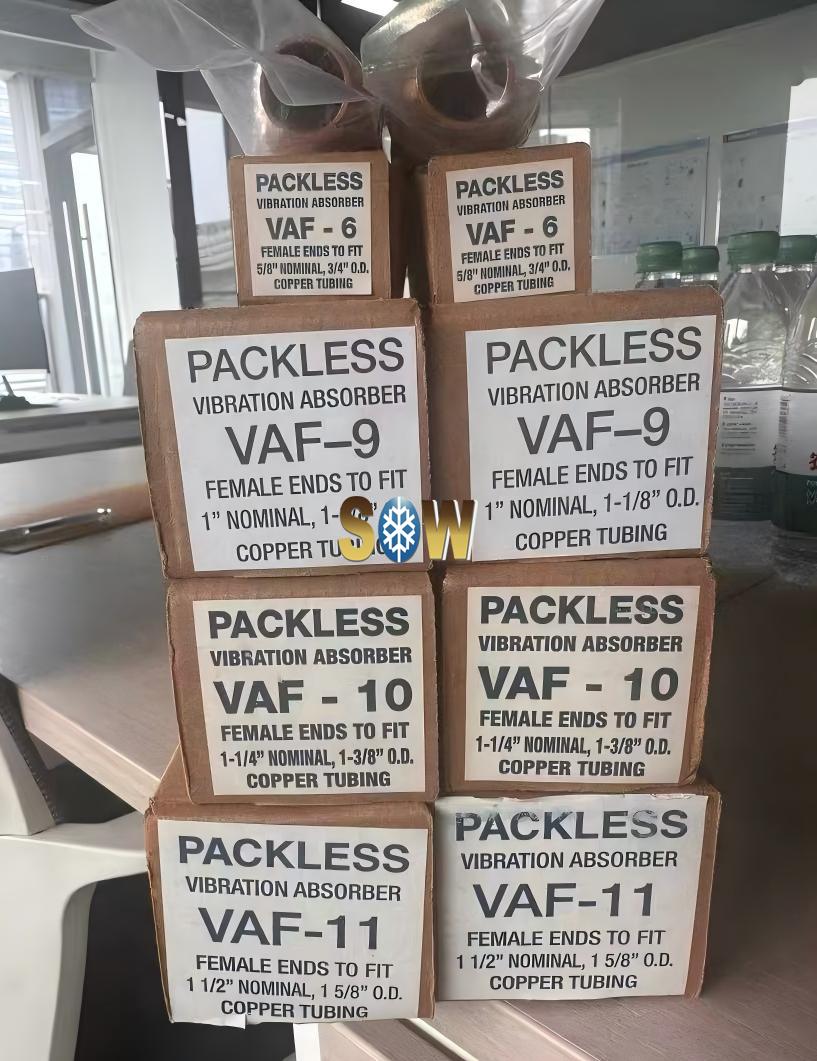 PACKLESS
VIBRATION ABSORBER
VAF - 6
FEMALE ENDS TO FIT
5/8" NOMINAL, 3/4" O.D.
COPPER TUBING
PACKLESS
VIBRATION ABSORBER
VAF - 6
FEMALE ENDS TO FIT
5/8" NOMINAL, 3/4" O.D.
COPPER TUBING
PACKLESS
VIBRATION ABSORBER
VAF–9
FEMALE ENDS TO FIT
1” NOMINAL,
COPPER TUBING
PACKLESS
VIBRATION ABSORBER
VAF–9
FEMALE ENDS TO FIT
1” NOMINAL, 1-1/8” O.D.
COPPER TUBING
SOW
PACKLESS
VIBRATION ABSORBER
VAF - 10
FEMALE ENDS TO FIT
1-1/4” NOMINAL, 1-3/8” O.D.
COPPER TUBING
PACKLESS
VIBRATION ABSORBER
VAF - 10
FEMALE ENDS TO FIT
1-1/4” NOMINAL, 1-3/8” O.D.
COPPER TUBING
PACKLESS
VIBRATION ABSORBER
VAF-11
FEMALE ENDS TO FIT
1 1/2” NOMINAL, 1 5/8” O.D.
COPPER TUBING
PACKLESS
VIBRATION ABSORBER
VAF-11
FEMALE ENDS TO FIT
1 1/2” NOMINAL, 1 5/8” O.D.
COPPER TUBING